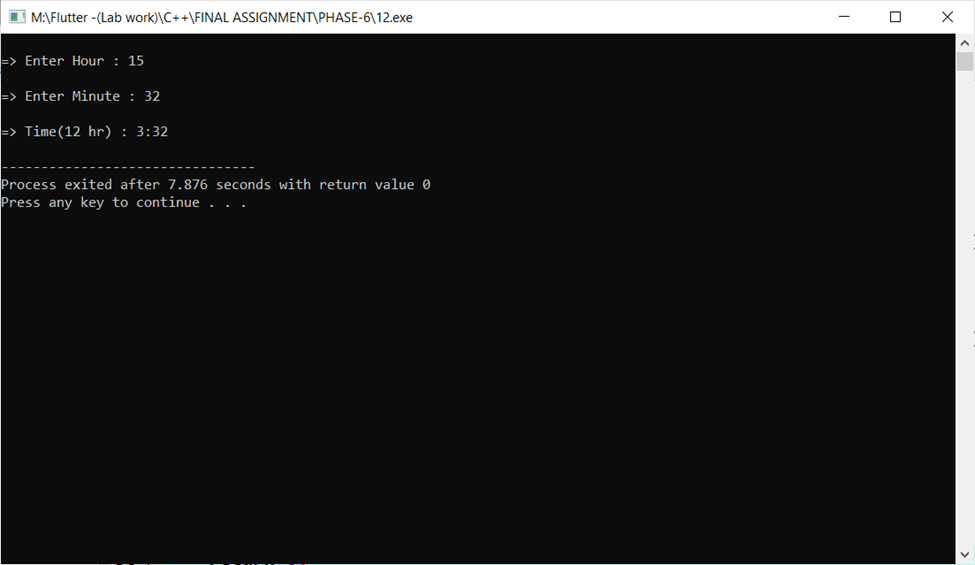 M:\Flutter -(Lab work)\C++\FINAL ASSIGNMENT\PHASE-6\12.exe
=> Enter Hour : 15
=> Enter Minute : 32
=> Time(12 hr) : 3:32
--------------------------------
Process exited after 7.876 seconds with return value 0
Press any key to continue . . .